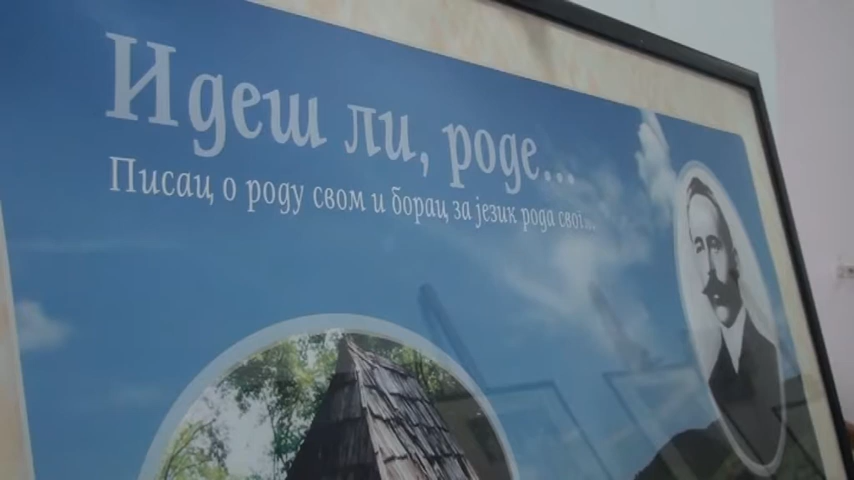 Идеш ли, роде...
Писац о роду свом и борац за језик рода свог...